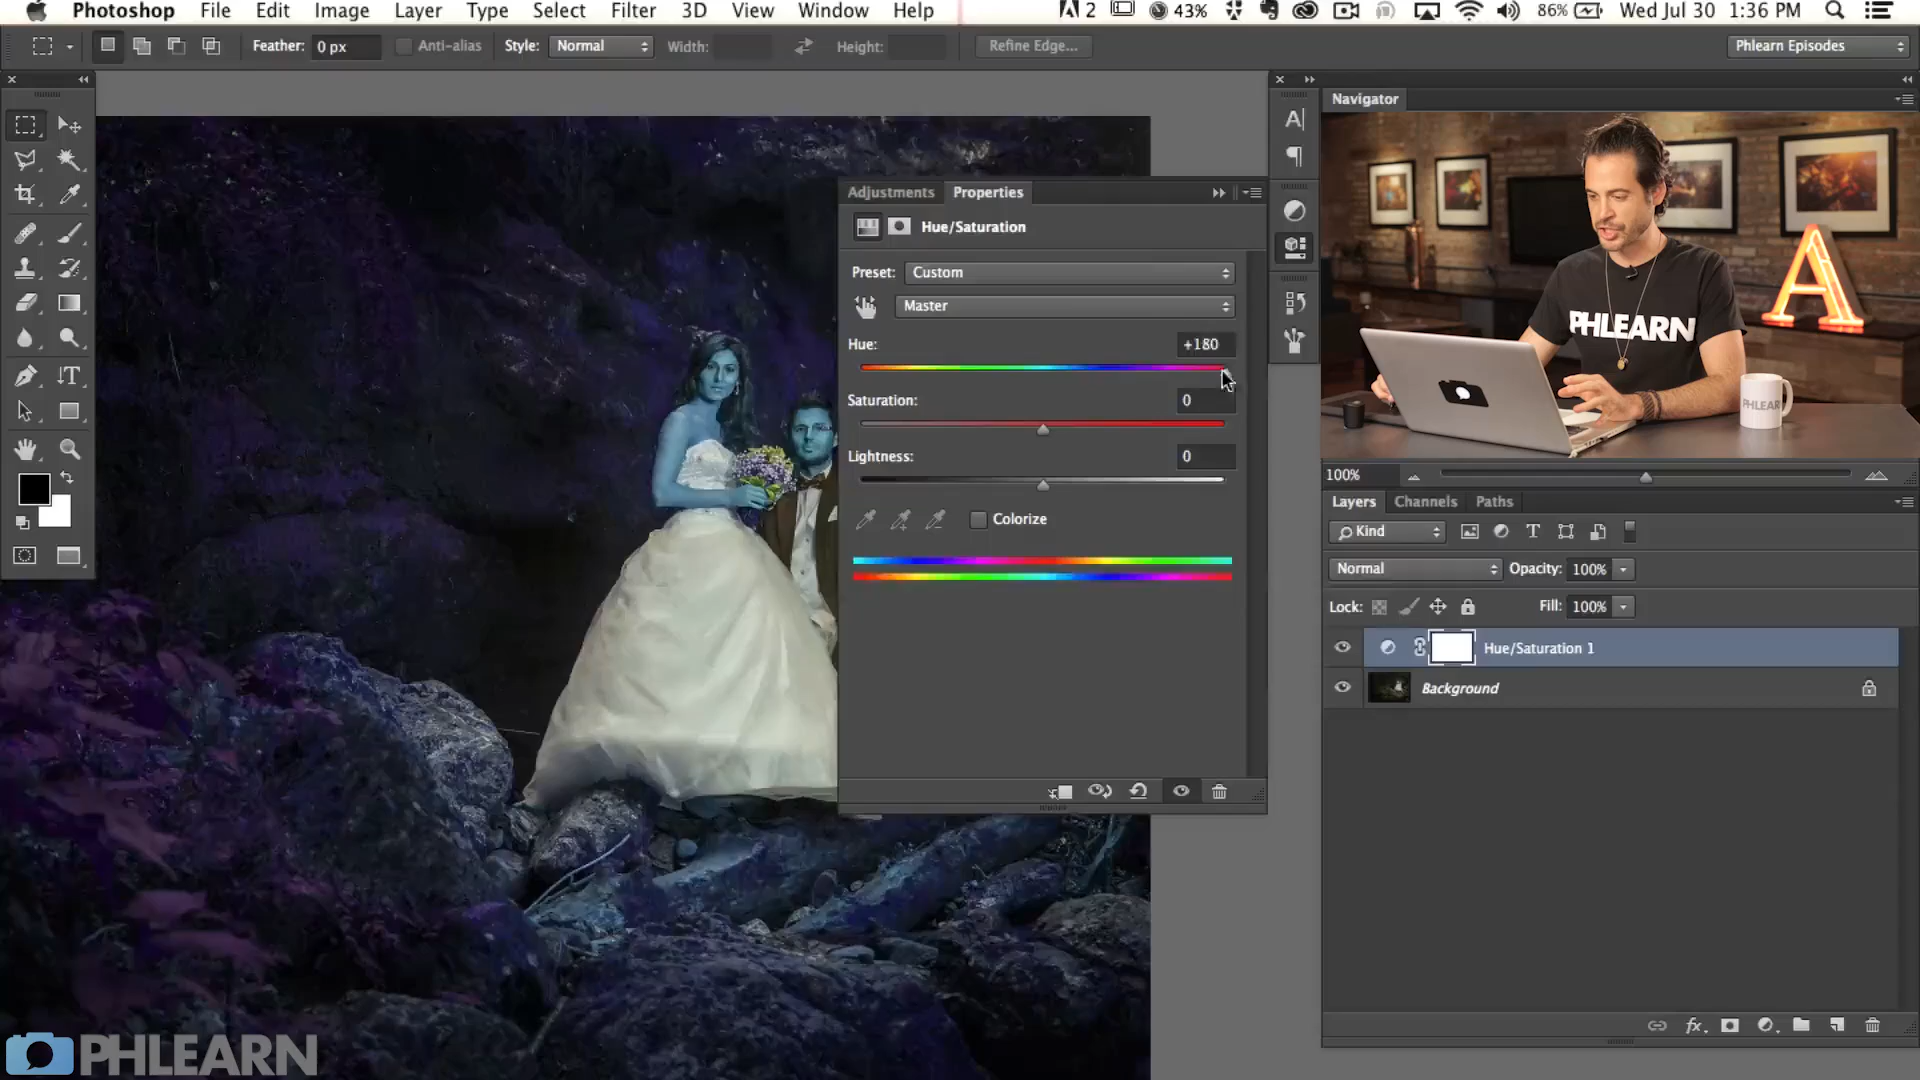 Photoshop File Edit Image Layer Type Select Filter 3D View Window Help 2 43% 86% Wed Jul 30 1:36 PM
Feather: 0 px Anti-alias Style: Normal Width: Height: Refine Edge... Phlearn Episodes
Navigator
Adjustments Properties
Hue/Saturation
Preset: Custom
Master
Hue: +180
Saturation: 0
Lightness: 0
Colorize
PHLEARN
PHLEARN
A
100%
Layers Channels Paths
Kind
Normal Opacity: 100%
Lock: Fill: 100%
Hue/Saturation 1
Background
fx
PHLEARN